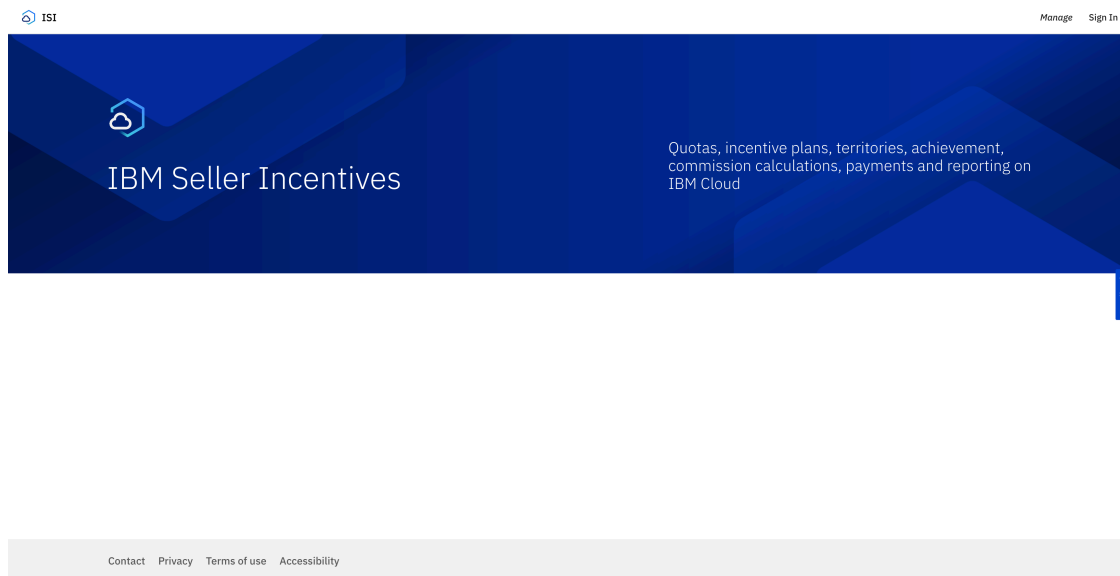 ISI
Manage Sign In
IBM Seller Incentives
Quotas, incentive plans, territories, achievement,
commission calculations, payments and reporting on
IBM Cloud
Contact Privacy Terms of use Accessibility